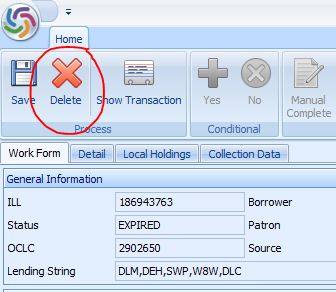 Home
Save Delete Show Transaction Yes No Manual Complete
Process Conditional
Work Form Detail Local Holdings Collection Data
General Information
ILL 186943763 Borrower
Status EXPIRED Patron
OCLC 2902650 Source
Lending String DLM,DEH,SWP,W8W,DLC